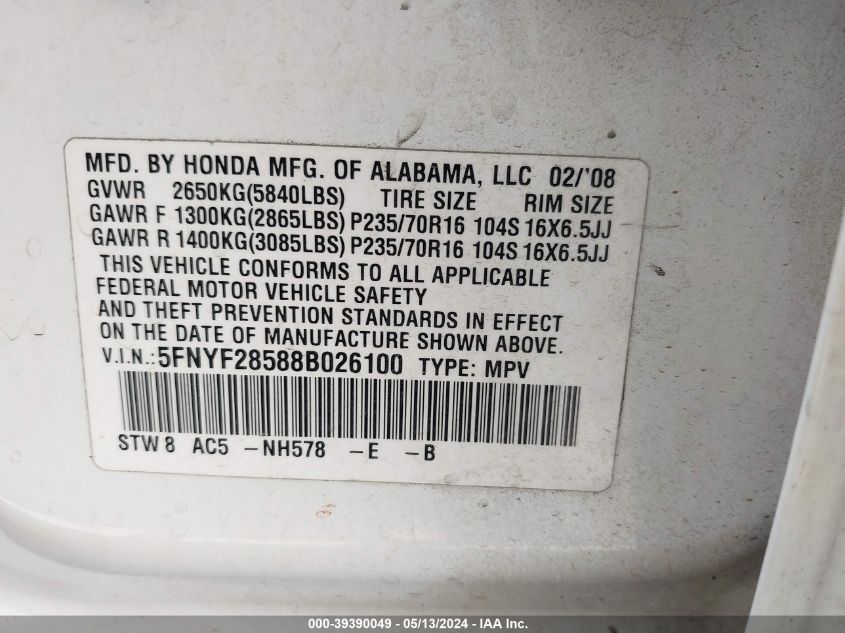 MFD. BY HONDA MFG. OF ALABAMA, LLC 02/'08
GVWR 2650KG(5840LBS) TIRE SIZE RIM SIZE
GAWR F 1300KG(2865LBS) P235/70R16 104S 16X6.5JJ
GAWR R 1400KG(3085LBS) P235/70R16 104S 16X6.5JJ
THIS VEHICLE CONFORMS TO ALL APPLICABLE
FEDERAL MOTOR VEHICLE SAFETY
AND THEFT PREVENTION STANDARDS IN EFFECT
ON THE DATE OF MANUFACTURE SHOWN ABOVE.
V.I.N.: 5FNYF28588B026100 TYPE: MPV
STW 8 AC5 -NH578 -E -B
000-39390049 - 05/13/2024 - IAA Inc.